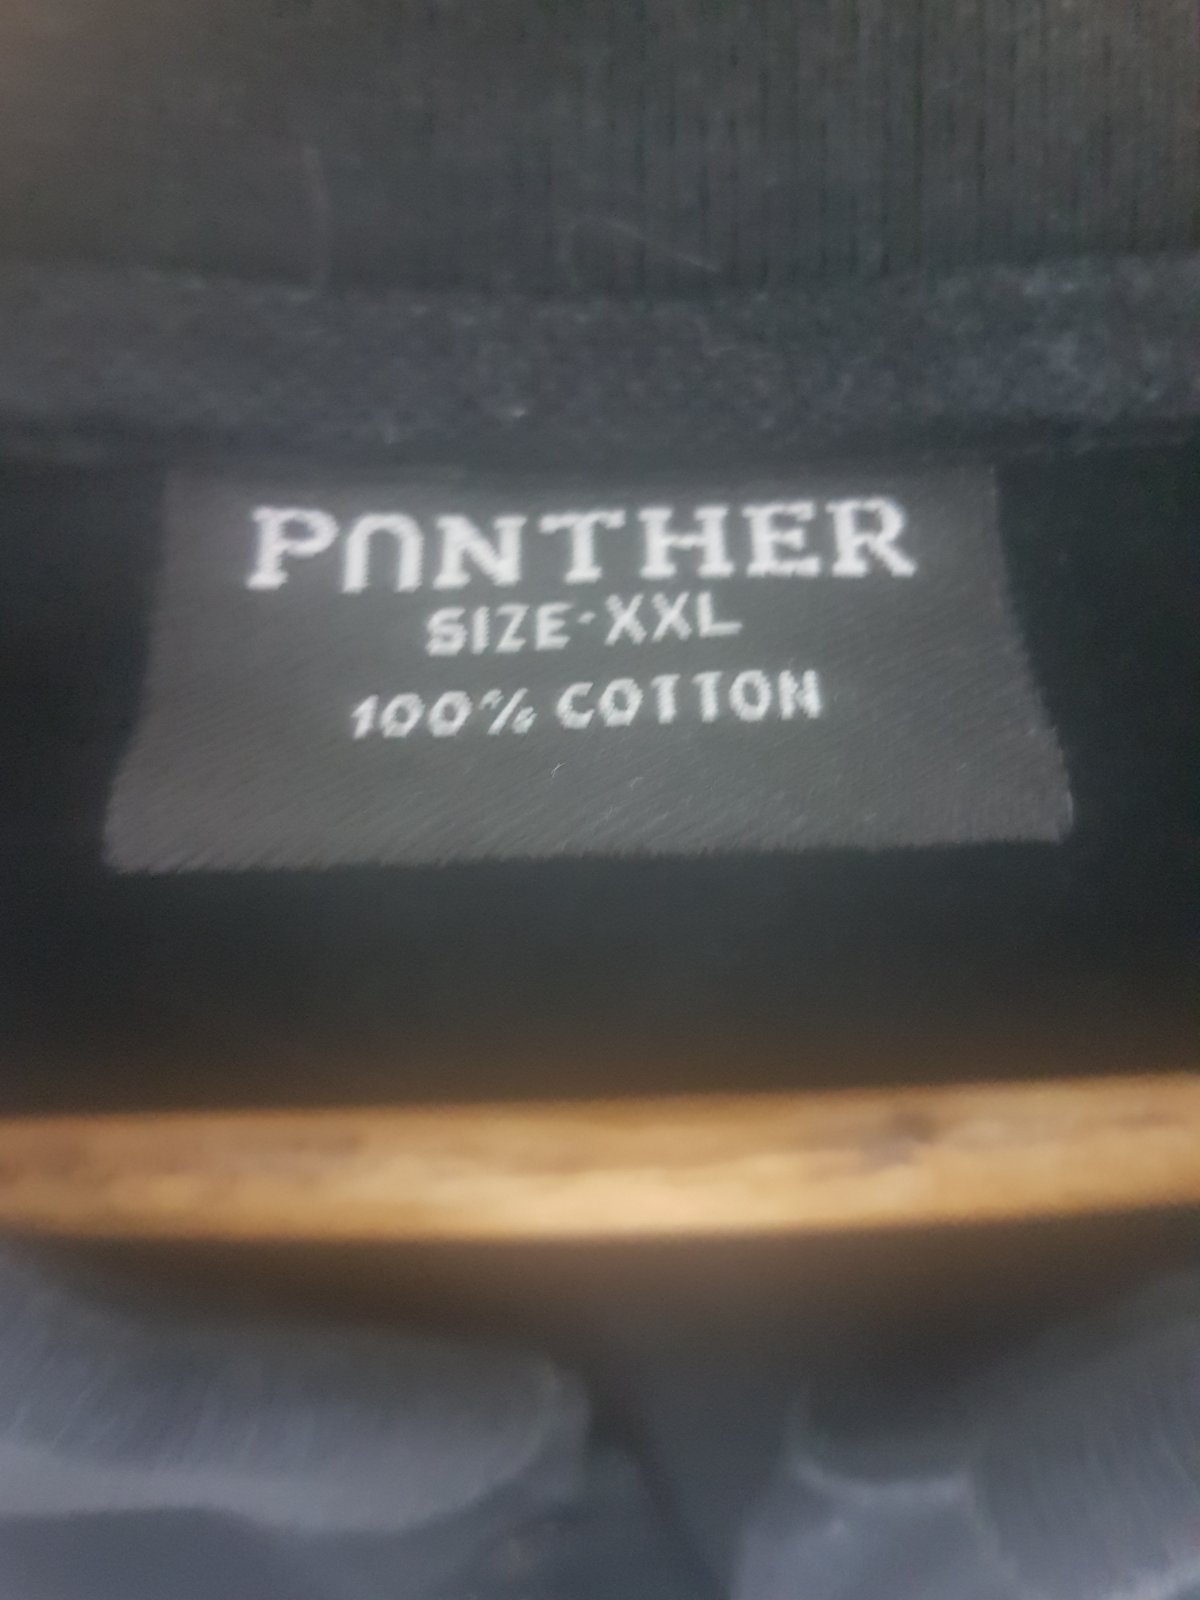 PANTHER
SIZE-XXL
100% COTTON